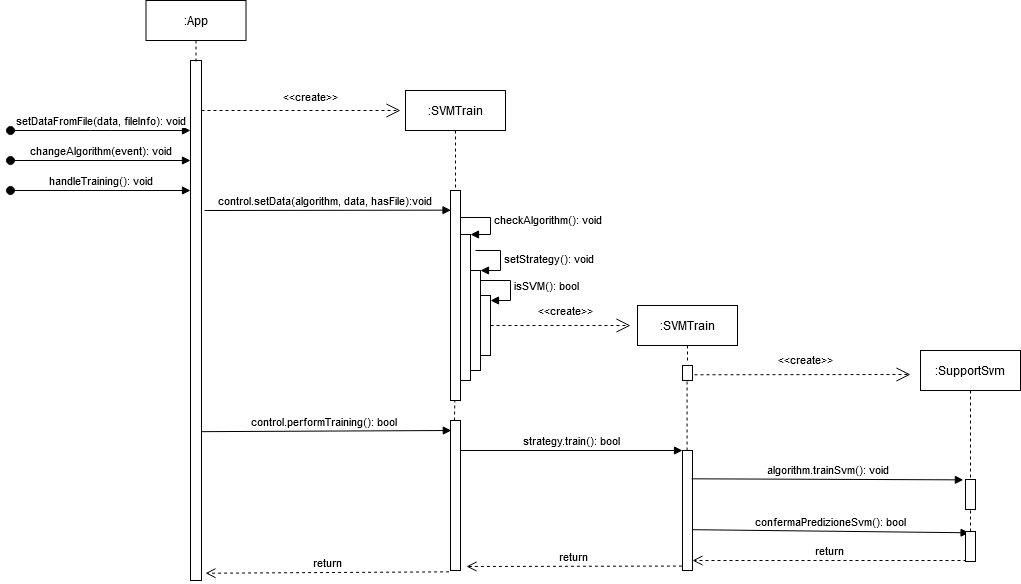 :App
<<create>>
:SVMTrain
setDataFromFile(data, fileInfo): void
changeAlgorithm(event): void
handleTraining(): void
control.setData(algorithm, data, hasFile):void
checkAlgorithm(): void
setStrategy(): void
isSVM(): bool
<<create>>
:SVMTrain
<<create>>
:SupportSvm
control.performTraining(): bool
strategy.train(): bool
algorithm.trainSvm(): void
confermaPredizioneSvm(): bool
return
return
return